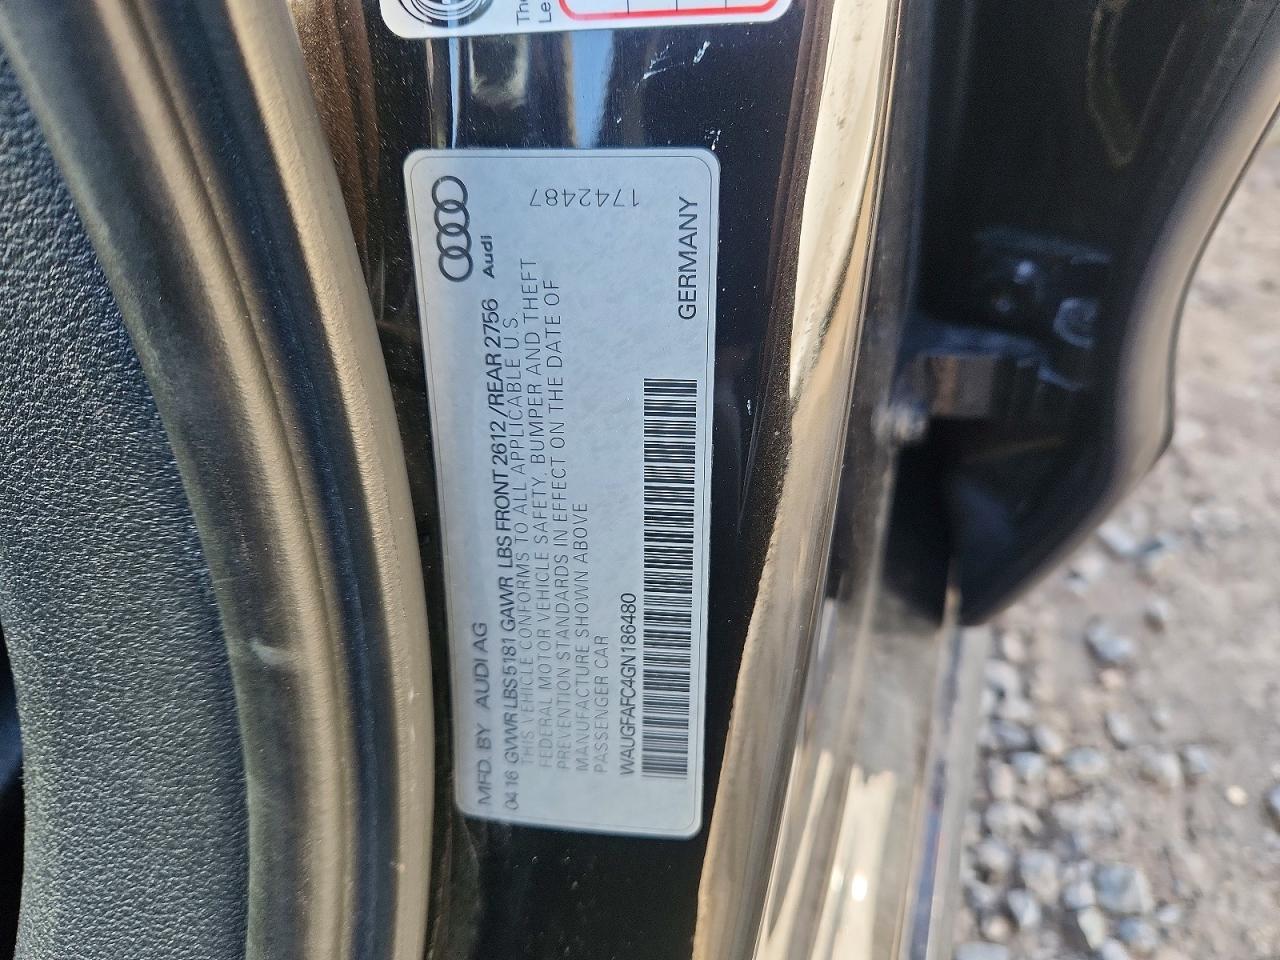 The
Le
Audi
1742487
MFD. BY AUDI AG
04 16 GVWR LBS 5181 GAWR LBS FRONT 2612/REAR 2756
THIS VEHICLE CONFORMS TO ALL APPLICABLE U.S.
FEDERAL MOTOR VEHICLE SAFETY, BUMPER AND THEFT
PREVENTION STANDARDS IN EFFECT ON THE DATE OF
MANUFACTURE SHOWN ABOVE
PASSENGER CAR
WAUGFAFC4GN186480
GERMANY